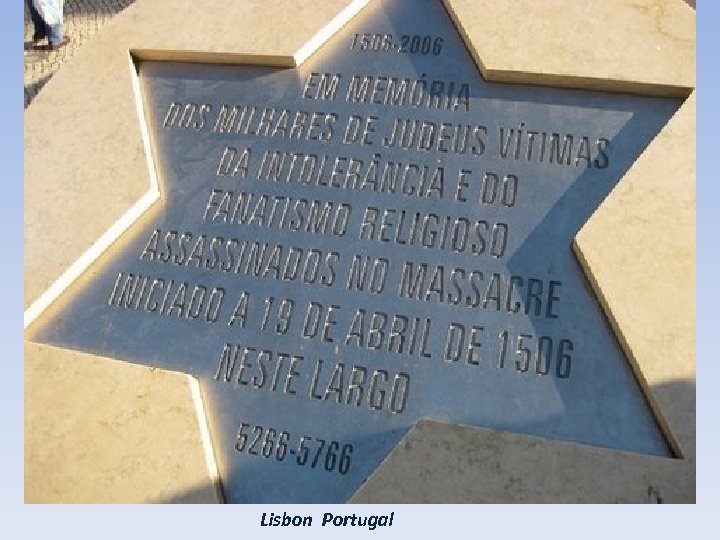 1506-2006
EM MEMÓRIA
DOS MILHARES DE JUDEUS VÍTIMAS
DA INTOLERÂNCIA E DO
FANATISMO RELIGIOSO
ASSASSINADOS NO MASSACRE
INICIADO A 19 DE ABRIL DE 1506
NESTE LARGO
5266-5766
Lisbon Portugal